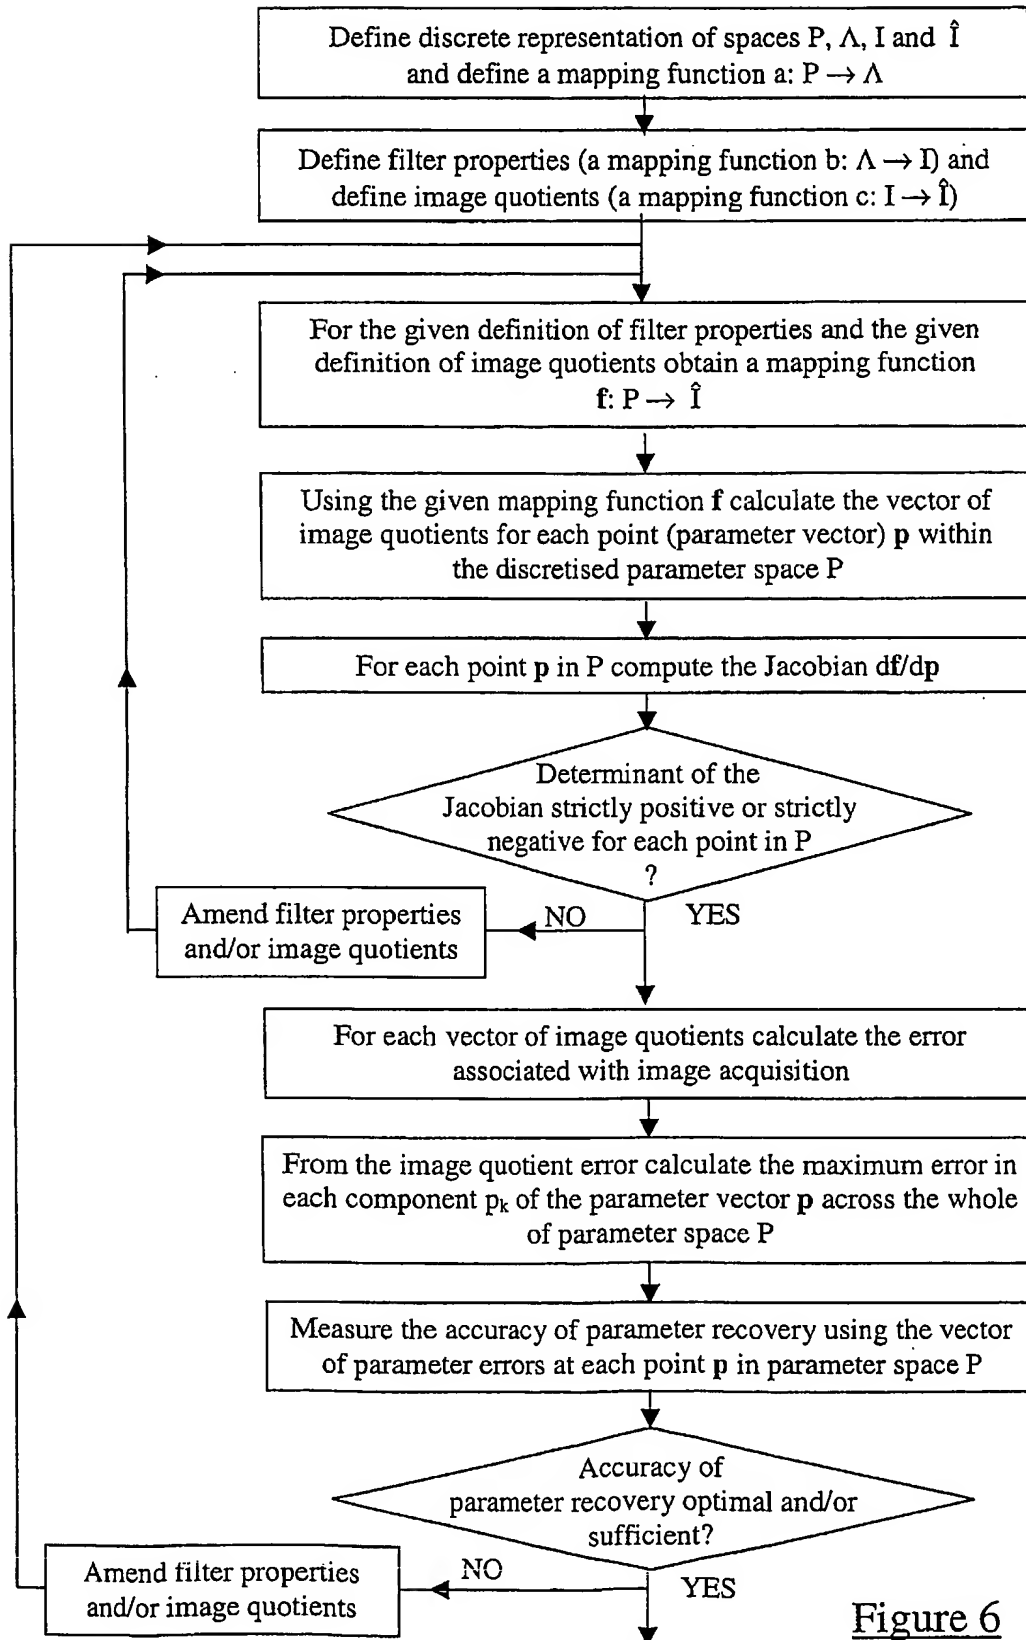 Define discrete representation of spaces P, Λ, I and Î
and define a mapping function a: P → Λ
Define filter properties (a mapping function b: Λ → I) and
define image quotients (a mapping function c: I → Î)
For the given definition of filter properties and the given
definition of image quotients obtain a mapping function
f: P → Î
Using the given mapping function f calculate the vector of
image quotients for each point (parameter vector) p within
the discretised parameter space P
For each point p in P compute the Jacobian df/dp
Determinant of the
Jacobian strictly positive or strictly
negative for each point in P
?
NO
YES
Amend filter properties
and/or image quotients
For each vector of image quotients calculate the error
associated with image acquisition
From the image quotient error calculate the maximum error in
each component pk of the parameter vector p across the whole
of parameter space P
Measure the accuracy of parameter recovery using the vector
of parameter errors at each point p in parameter space P
Accuracy of
parameter recovery optimal and/or
sufficient?
NO
YES
Amend filter properties
and/or image quotients
Figure 6